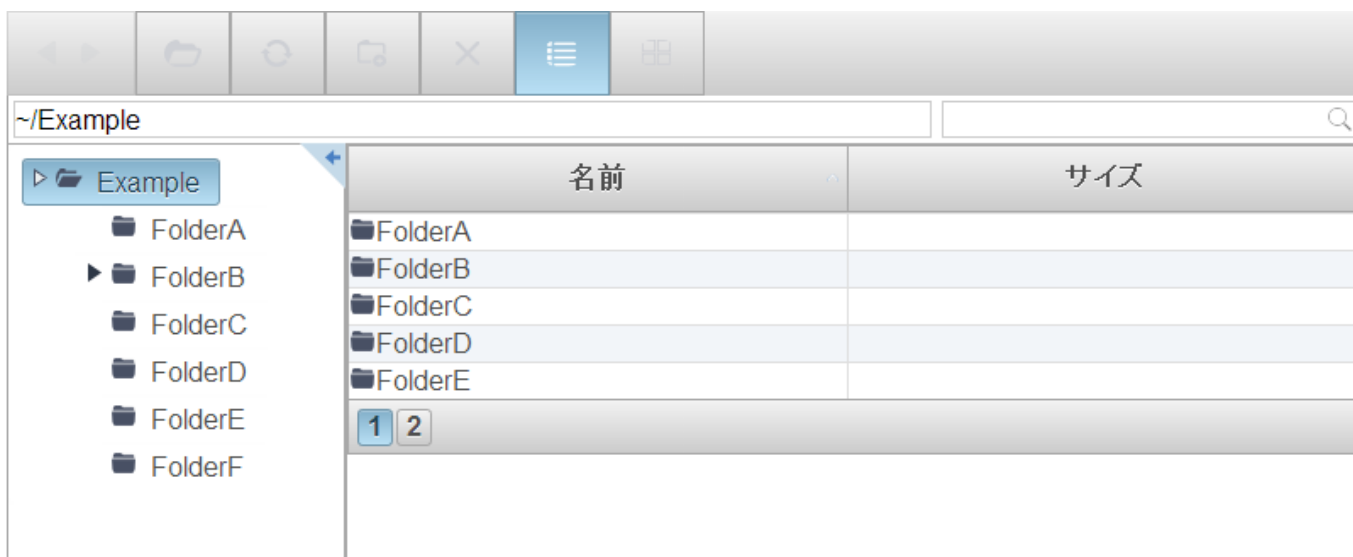 ~/Example
Example
FolderA
FolderB
FolderC
FolderD
FolderE
FolderF
名前 サイズ
FolderA
FolderB
FolderC
FolderD
FolderE
1 2